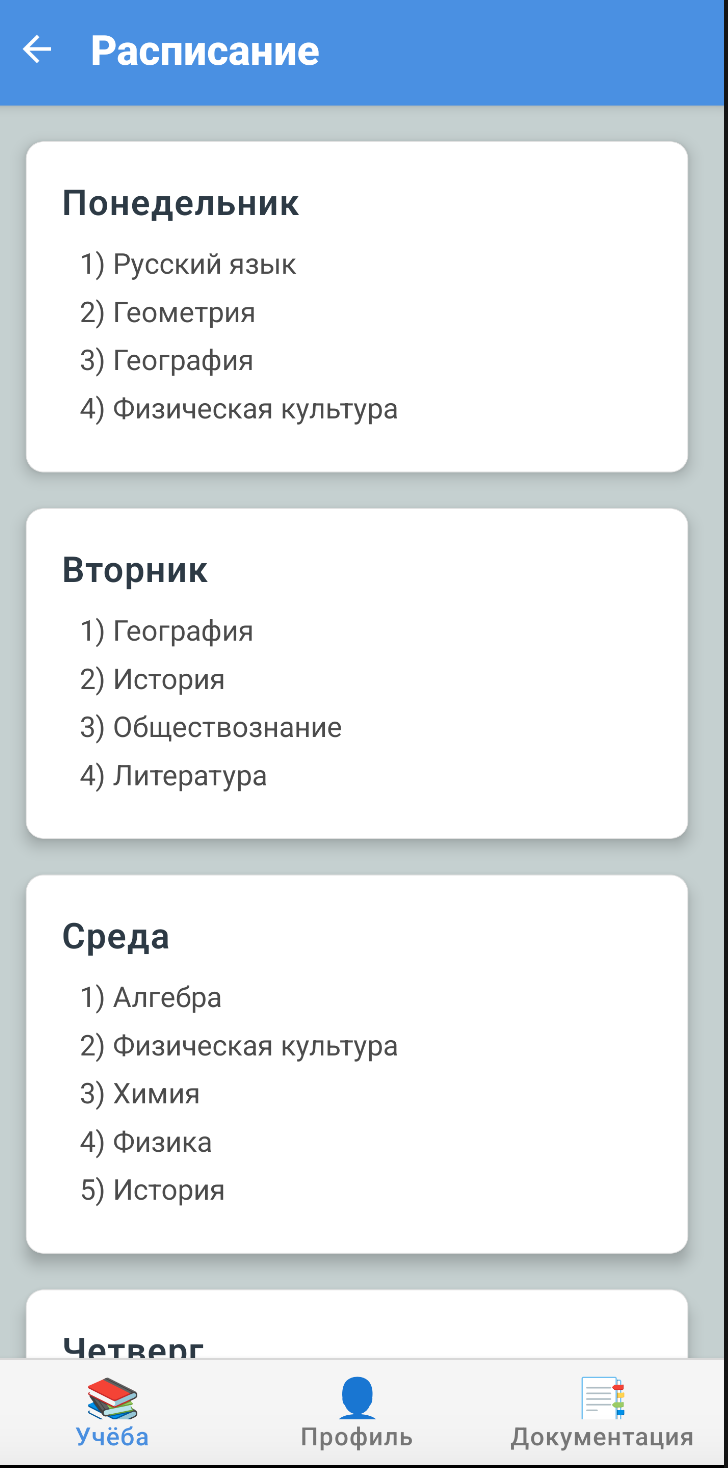 Расписание
Понедельник
1) Русский язык
2) Геометрия
3) География
4) Физическая культура
Вторник
1) География
2) История
3) Обществознание
4) Литература
Среда
1) Алгебра
2) Физическая культура
3) Химия
4) Физика
5) История
Четверг
Учёба
Профиль
Документация